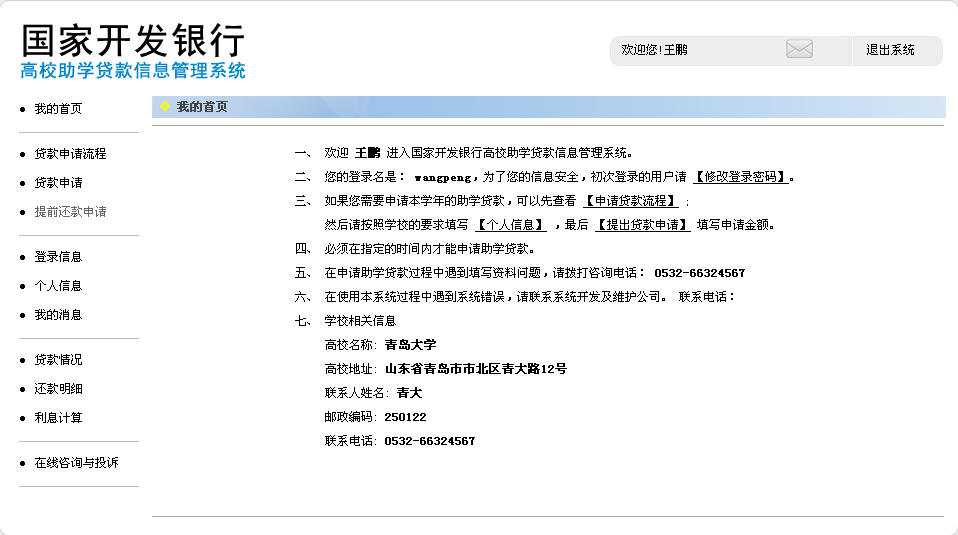 国家开发银行
高校助学贷款信息管理系统
欢迎您!王鹏
退出系统
我的首页
贷款申请流程
贷款申请
提前还款申请
登录信息
个人信息
我的消息
贷款情况
还款明细
利息计算
在线咨询与投诉
我的首页
一、 欢迎 王鹏 进入国家开发银行高校助学贷款信息管理系统。
二、 您的登录名是： wangpeng，为了您的信息安全，初次登录的用户请 【修改登录密码】。
三、 如果您需要申请本学年的助学贷款，可以先查看 【申请贷款流程】 ；
然后请按照学校的要求填写 【个人信息】 ，最后 【提出贷款申请】 填写申请金额。
四、 必须在指定的时间内才能申请助学贷款。
五、 在申请助学贷款过程中遇到填写资料问题，请拨打咨询电话： 0532-66324567
六、 在使用本系统过程中遇到系统错误，请联系系统开发及维护公司。 联系电话：
七、 学校相关信息
高校名称: 青岛大学
高校地址: 山东省青岛市市北区青大路12号
联系人姓名: 青大
邮政编码: 250122
联系电话: 0532-66324567